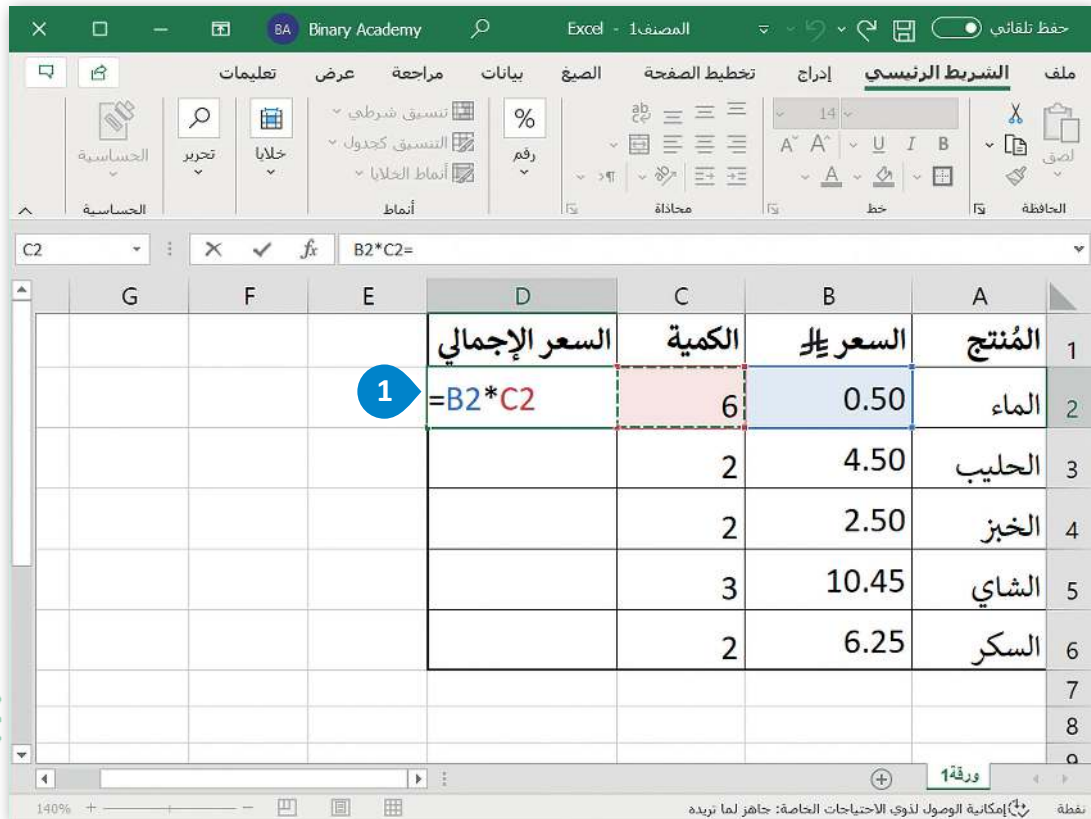 حفظ تلقائي المصنف1 - Excel Binary Academy BA
ملف الشريط الرئيسي إدراج تخطيط الصفحة الصيغ بيانات مراجعة عرض تعليمات
لصق 14 % رقم تنسيق شرطي خلايا تحرير الحساسية
التنسيق كجدول
أنماط الخلايا
الحافظة خط محاذاة أنماط الحساسية
C2 fx B2*C2=
A B C D E F G
1 المُنتج السعر الكمية السعر الإجمالي
2 الماء 0.50 6 =B2*C2 1
3 الحليب 4.50 2
4 الخبز 2.50 2
5 الشاي 10.45 3
6 السكر 6.25 2
7
8
9
ورقة1
نقطة إمكانية الوصول لذوي الاحتياجات الخاصة: جاهز لما تريده 140%